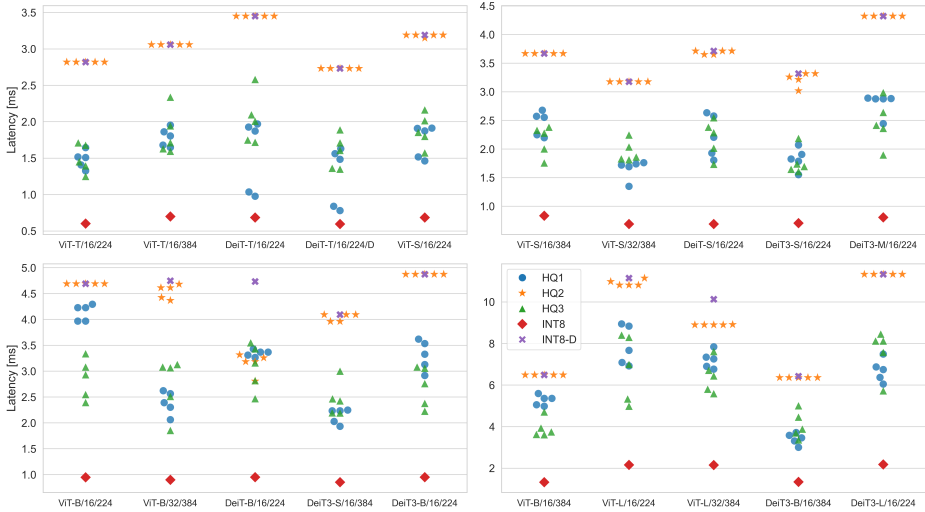 3.5
3.0
2.5
2.0
1.5
1.0
0.5
Latency [ms]
ViT-T/16/224
ViT-T/16/384
DeiT-T/16/224
DeiT-T/16/224/D
ViT-S/16/224
4.5
4.0
3.5
3.0
2.5
2.0
1.5
1.0
ViT-S/16/384
ViT-S/32/384
DeiT-S/16/224
DeiT3-S/16/224
DeiT3-M/16/224
5.0
4.5
4.0
3.5
3.0
2.5
2.0
1.5
1.0
Latency [ms]
ViT-B/16/224
ViT-B/32/384
DeiT-B/16/224
DeiT3-S/16/384
DeiT3-B/16/224
10
8
6
4
2
HQ1
HQ2
HQ3
INT8
INT8-D
ViT-B/16/384
ViT-L/16/224
ViT-L/32/384
DeiT3-B/16/384
DeiT3-L/16/224